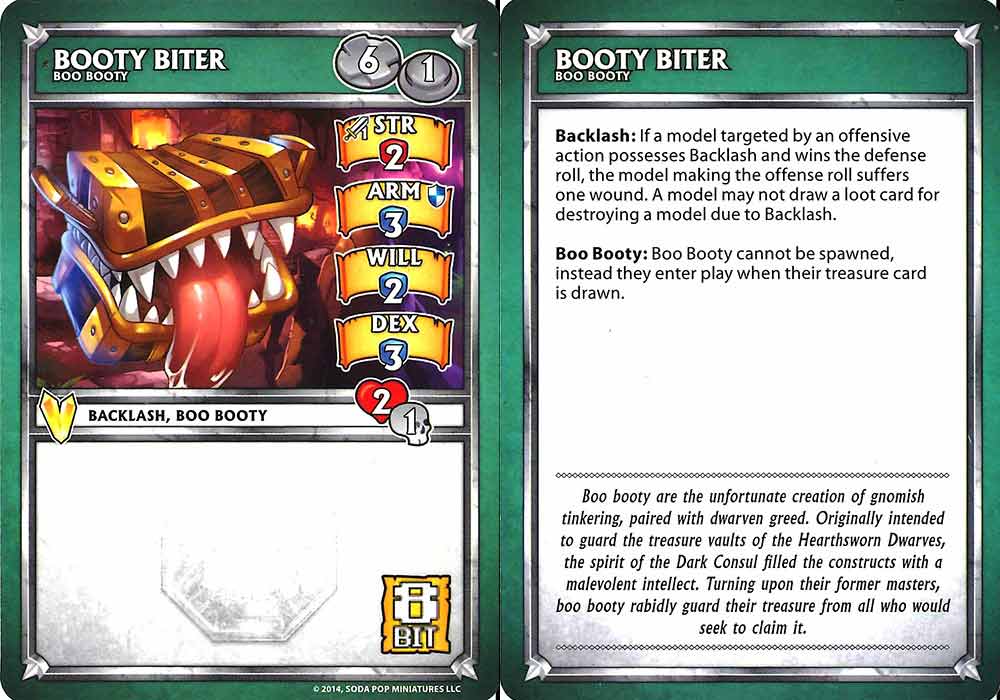 BOOTY BITER
BOO BOOTY
6
1
STR
2
ARM
3
WILL
2
DEX
3
BACKLASH, BOO BOOTY
2
1
8
BIT
© 2014, SODA POP MINIATURES LLC
BOOTY BITER
BOO BOOTY
Backlash: If a model targeted by an offensive
action possesses Backlash and wins the defense
roll, the model making the offense roll suffers
one wound. A model may not draw a loot card for
destroying a model due to Backlash.
Boo Booty: Boo Booty cannot be spawned,
instead they enter play when their treasure card
is drawn.
Boo booty are the unfortunate creation of gnomish
tinkering, paired with dwarven greed. Originally intended
to guard the treasure vaults of the Hearthsworn Dwarves,
the spirit of the Dark Consul filled the constructs with a
malevolent intellect. Turning upon their former masters,
boo booty rabidly guard their treasure from all who would
seek to claim it.